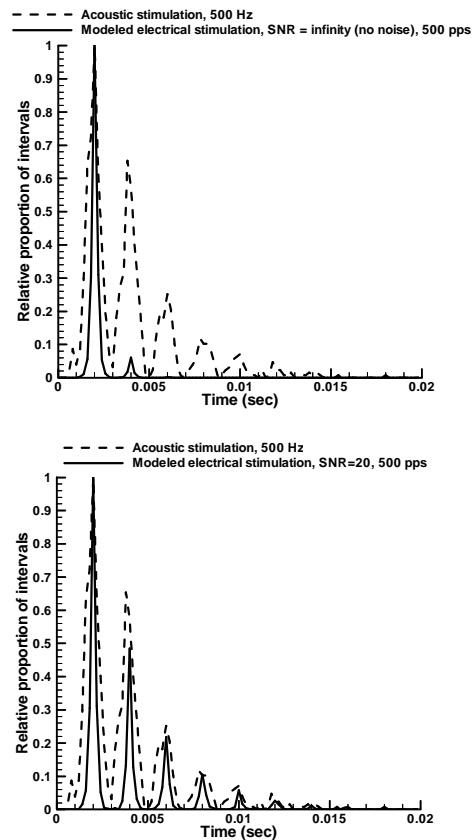 Acoustic stimulation, 500 Hz
Modeled electrical stimulation, SNR = infinity (no noise), 500 pps
1
0.9
0.8
0.7
0.6
0.5
0.4
0.3
0.2
0.1
0
Relative proportion of intervals
0 0.005 0.01 0.015 0.02
Time (sec)
Acoustic stimulation, 500 Hz
Modeled electrical stimulation, SNR=20, 500 pps
1
0.9
0.8
0.7
0.6
0.5
0.4
0.3
0.2
0.1
0
Relative proportion of intervals
0 0.005 0.01 0.015 0.02
Time (sec)